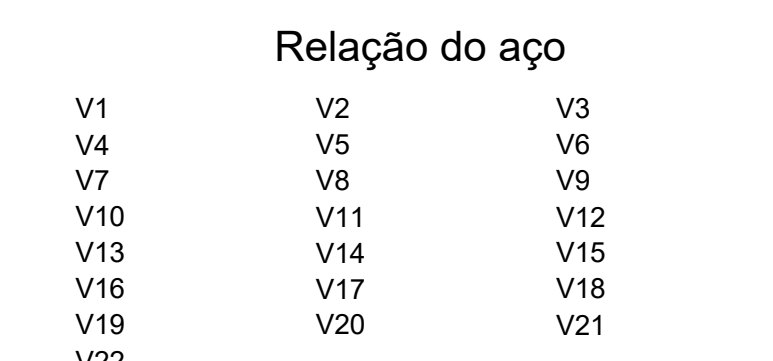 Relação do aço
V1 V2 V3
V4 V5 V6
V7 V8 V9
V10 V11 V12
V13 V14 V15
V16 V17 V18
V19 V20 V21
V22